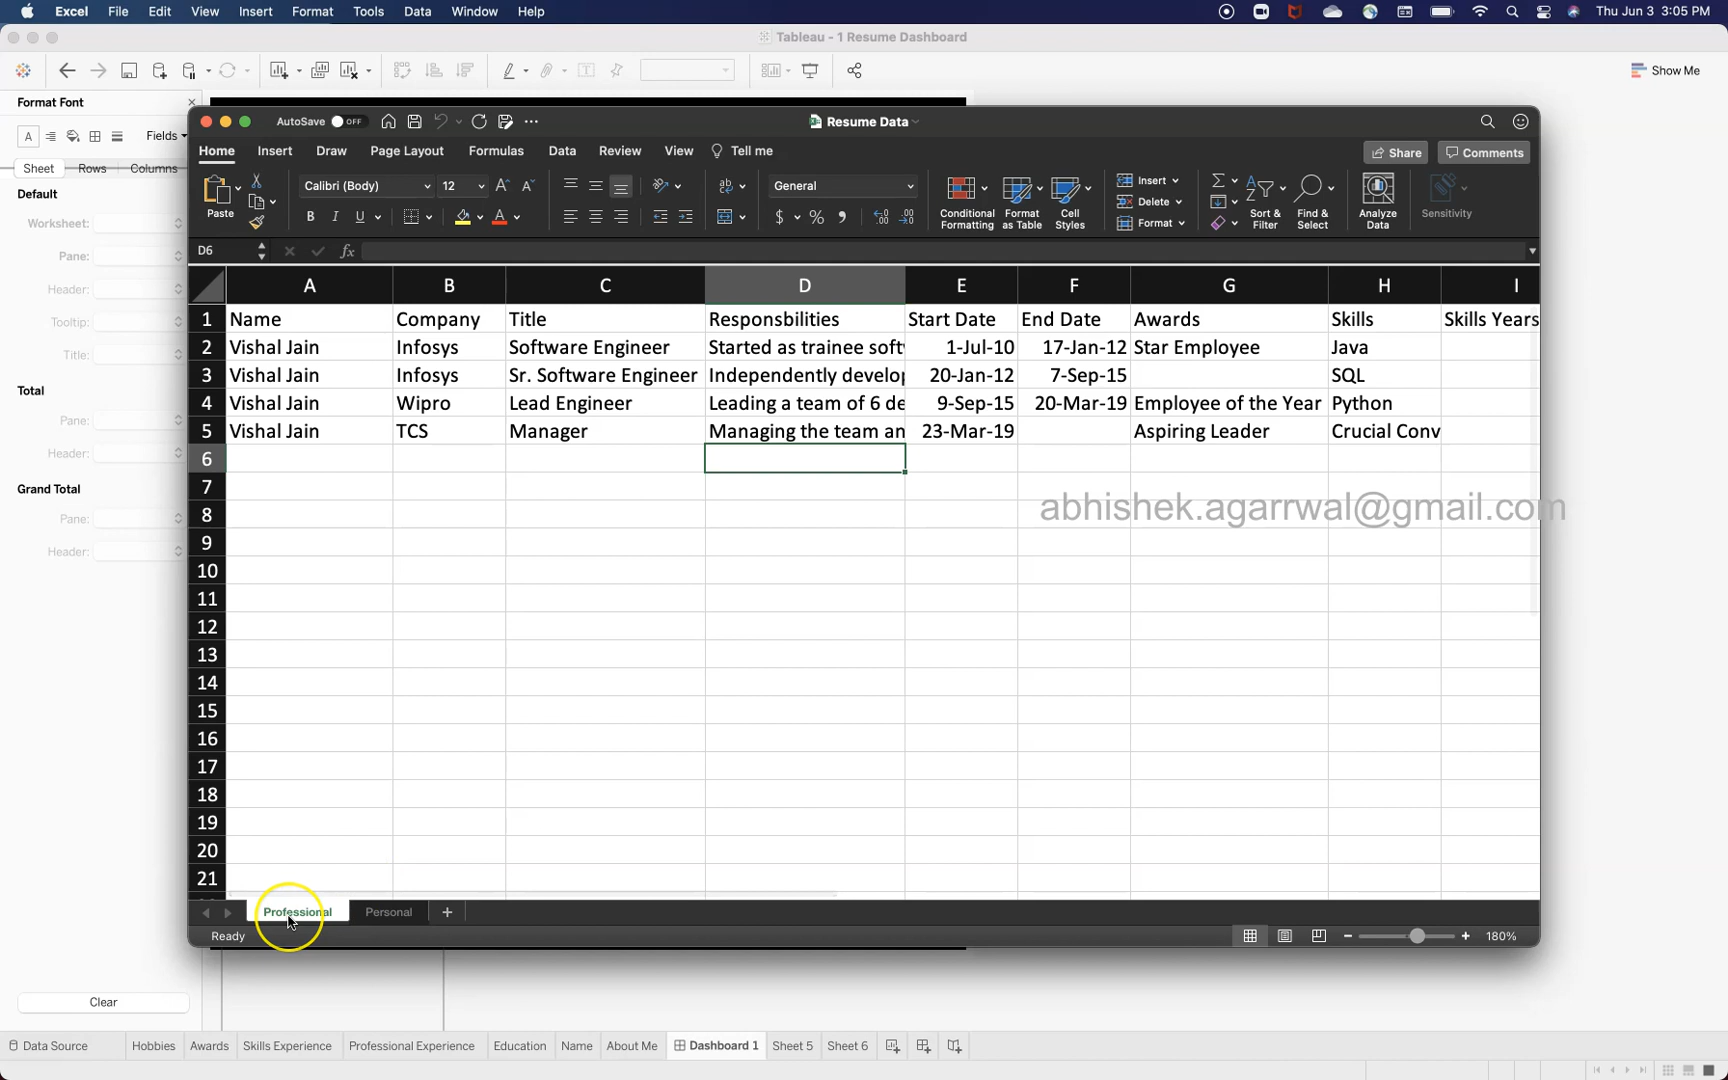 Excel File Edit View Insert Format Tools Data Window Help Thu Jun 3 3:05 PM
Tableau - 1 Resume Dashboard
Show Me
Format Font
Fields
Sheet Rows Columns
Default
Worksheet:
Pane:
Header:
Tooltip:
Title:
Total
Pane:
Header:
Grand Total
Pane:
Header:
Clear
AutoSave OFF Resume Data
Home Insert Draw Page Layout Formulas Data Review View Tell me Share Comments
Paste Calibri (Body) 12 General Conditional Formatting Format as Table Cell Styles Insert Delete Format Sort & Filter Find & Select Analyze Data Sensitivity
D6 fx
A B C D E F G H I
1 Name Company Title Responsbilities Start Date End Date Awards Skills Skills Years
2 Vishal Jain Infosys Software Engineer Started as trainee soft 1-Jul-10 17-Jan-12 Star Employee Java
3 Vishal Jain Infosys Sr. Software Engineer Independently develop 20-Jan-12 7-Sep-15 SQL
4 Vishal Jain Wipro Lead Engineer Leading a team of 6 de 9-Sep-15 20-Mar-19 Employee of the Year Python
5 Vishal Jain TCS Manager Managing the team an 23-Mar-19 Aspiring Leader Crucial Conv
6
7
8 abhishek.agarrwal@gmail.com
9
10
11
12
13
14
15
16
17
18
19
20
21
Professional Personal
Ready 180%
Data Source Hobbies Awards Skills Experience Professional Experience Education Name About Me Dashboard 1 Sheet 5 Sheet 6